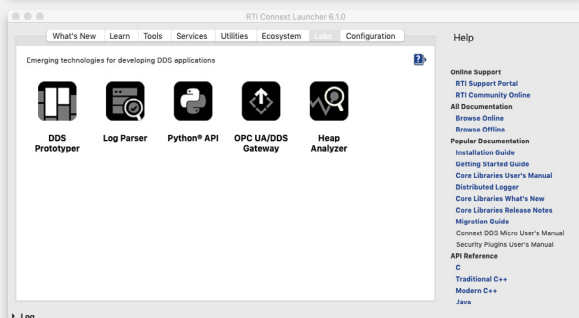 RTI Connext Launcher 6.1.0
What's New Learn Tools Services Utilities Ecosystem Labs Configuration
Emerging technologies for developing DDS applications
?
DDS Prototyper
Log Parser
Python® API
OPC UA/DDS Gateway
Heap Analyzer
Help
Online Support
RTI Support Portal
RTI Community Online
All Documentation
Browse Online
Browse Offline
Popular Documentation
Installation Guide
Getting Started Guide
Core Libraries User's Manual
Distributed Logger
Core Libraries What's New
Core Libraries Release Notes
Migration Guide
Connext DDS Micro User's Manual
Security Plugins User's Manual
API Reference
C
Traditional C++
Modern C++
Java
Log